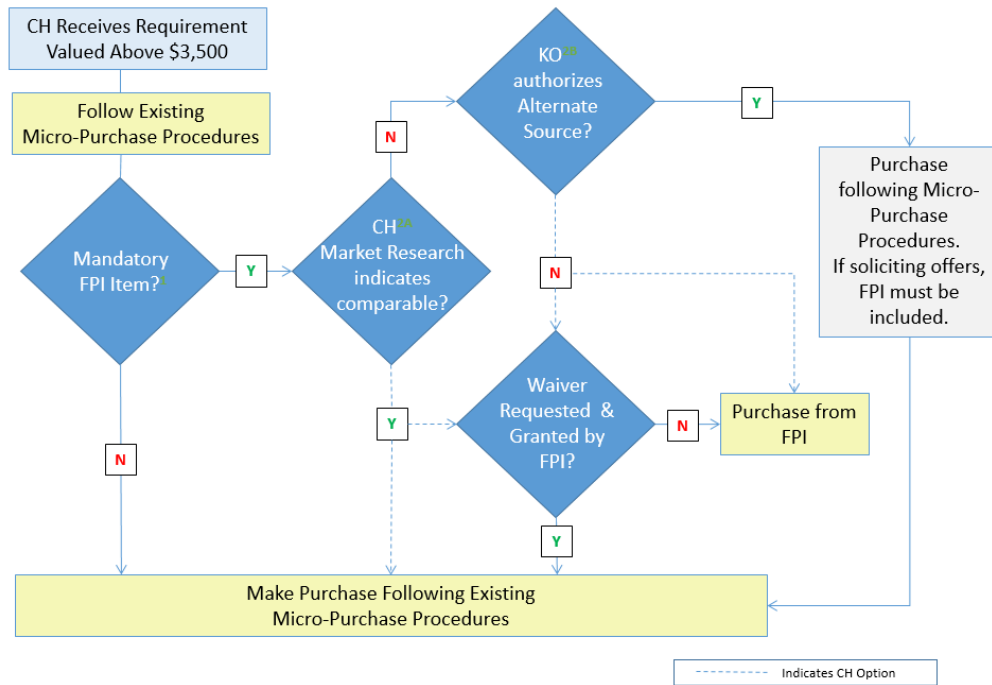 CH Receives Requirement
Valued Above $3,500
Follow Existing
Micro-Purchase Procedures
Mandatory
FPI Item?
Y
N
CH
Market Research
indicates
comparable?
N
Y
KO
authorizes
Alternate
Source?
Y
N
Purchase
following Micro-
Purchase
Procedures.
If soliciting offers,
FPI must be
included.
Waiver
Requested & 
Granted by
FPI?
N
Y
Purchase from
FPI
Make Purchase Following Existing
Micro-Purchase Procedures
Indicates CH Option